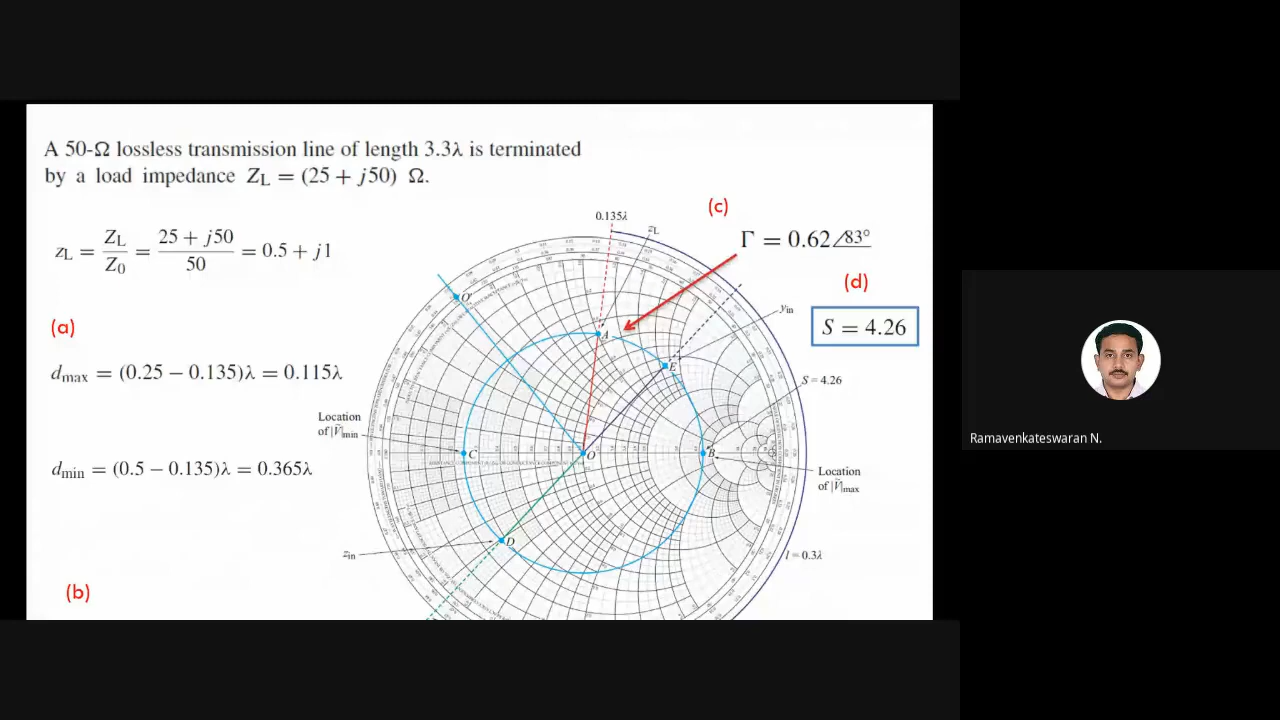 A 50-Ω lossless transmission line of length 3.3λ is terminated
by a load impedance Z_L = (25 + j50) Ω.
z_L = Z_L / Z_0 = (25 + j50) / 50 = 0.5 + j1
(a)
d_max = (0.25 − 0.135)λ = 0.115λ
d_min = (0.5 − 0.135)λ = 0.365λ
(b)
(c)
Γ = 0.62∠83°
(d)
S = 4.26
0.135λ
z_L
O'
A
y_in
E
S = 4.26
Location
of |Ṽ|min
C
O
B
Location
of |Ṽ|max
D
z_in
l = 0.3λ
Ramavenkateswaran N.